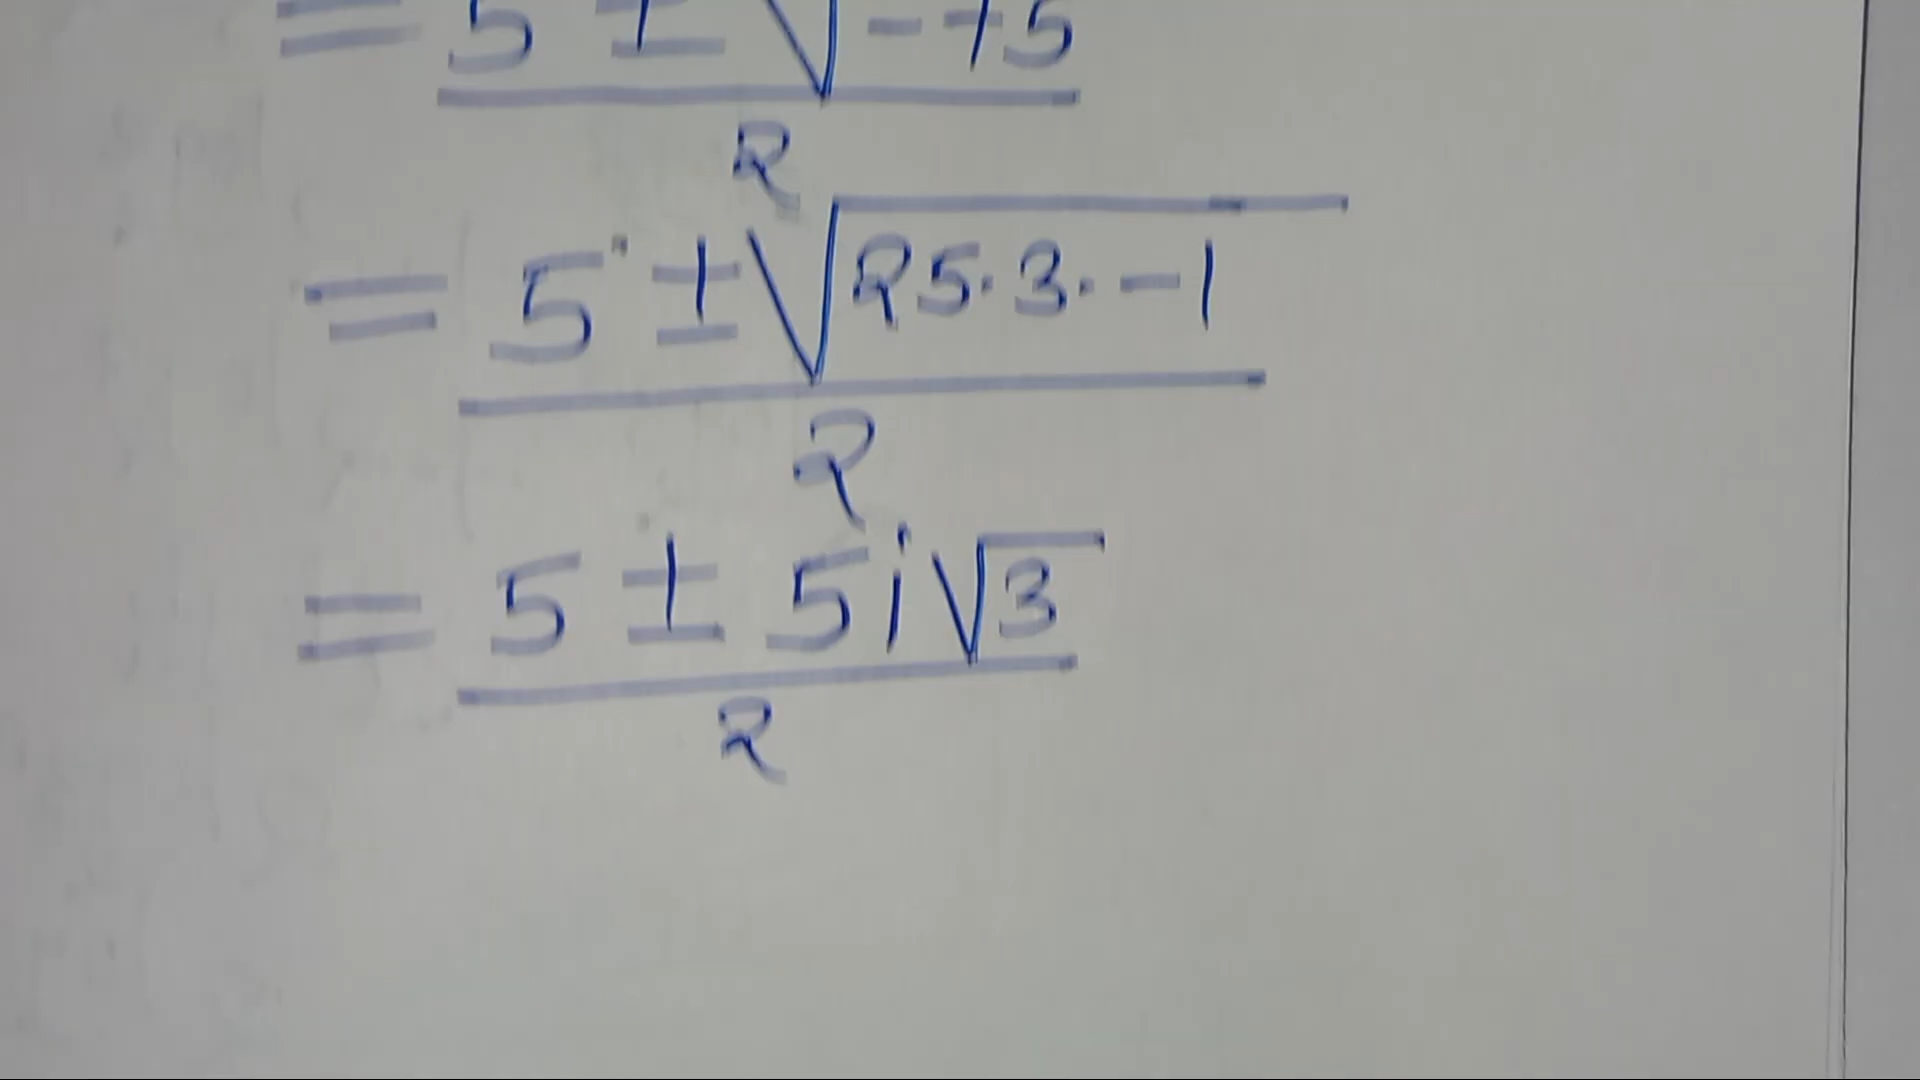 = 5 ± √-75
2
= 5 ± √25·3·-1
2
= 5 ± 5i√3
2